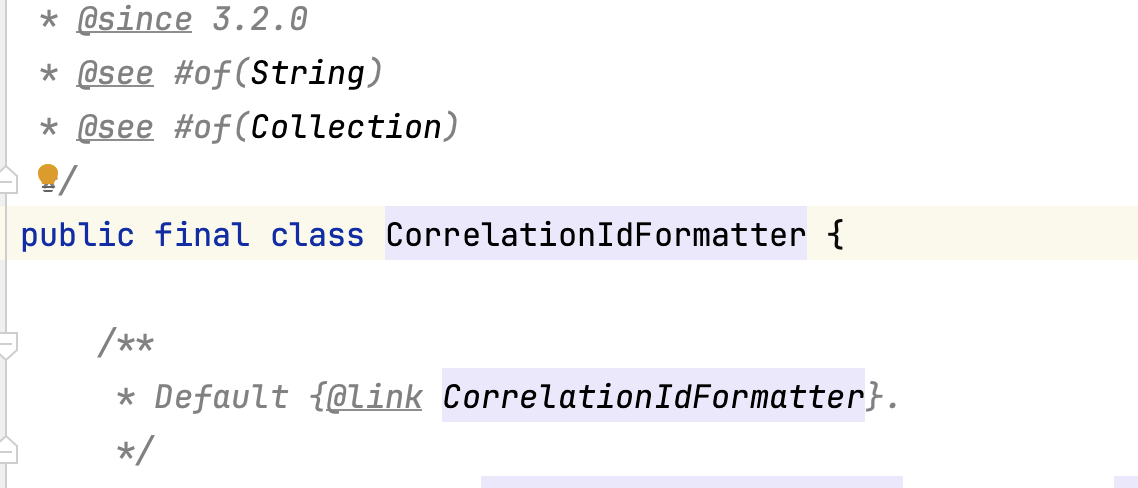 * @since 3.2.0
* @see #of(String)
* @see #of(Collection)
/
public final class CorrelationIdFormatter {
/**
* Default {@link CorrelationIdFormatter}.
*/